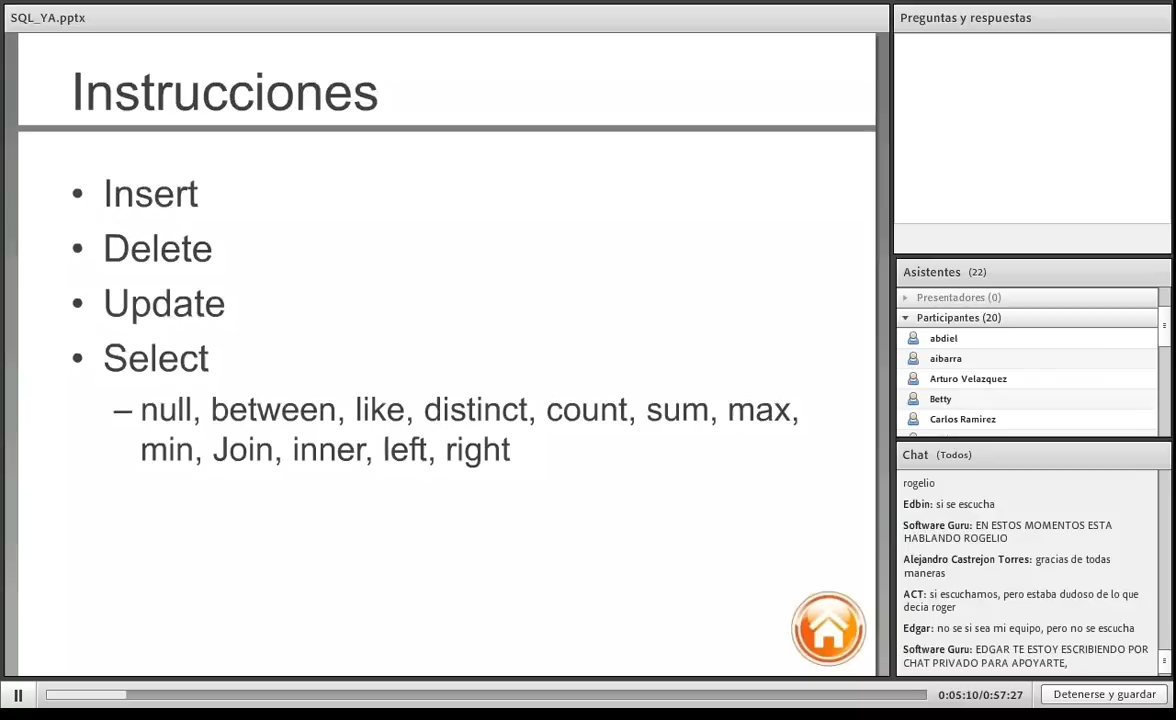 SQL_YA.pptx
Instrucciones
• Insert
• Delete
• Update
• Select
– null, between, like, distinct, count, sum, max,
min, Join, inner, left, right
Preguntas y respuestas
Asistentes (22)
Presentadores (0)
Participantes (20)
abdiel
aibarra
Arturo Velazquez
Betty
Carlos Ramirez
Chat (Todos)
rogelio
Edbin: si se escucha
Software Guru: EN ESTOS MOMENTOS ESTA
HABLANDO ROGELIO
Alejandro Castrejon Torres: gracias de todas
maneras
ACT: si escuchamos, pero estaba dudoso de lo que
decia roger
Edgar: no se si sea mi equipo, pero no se escucha
Software Guru: EDGAR TE ESTOY ESCRIBIENDO POR
CHAT PRIVADO PARA APOYARTE,
0:05:10/0:57:27
Detenerse y guardar